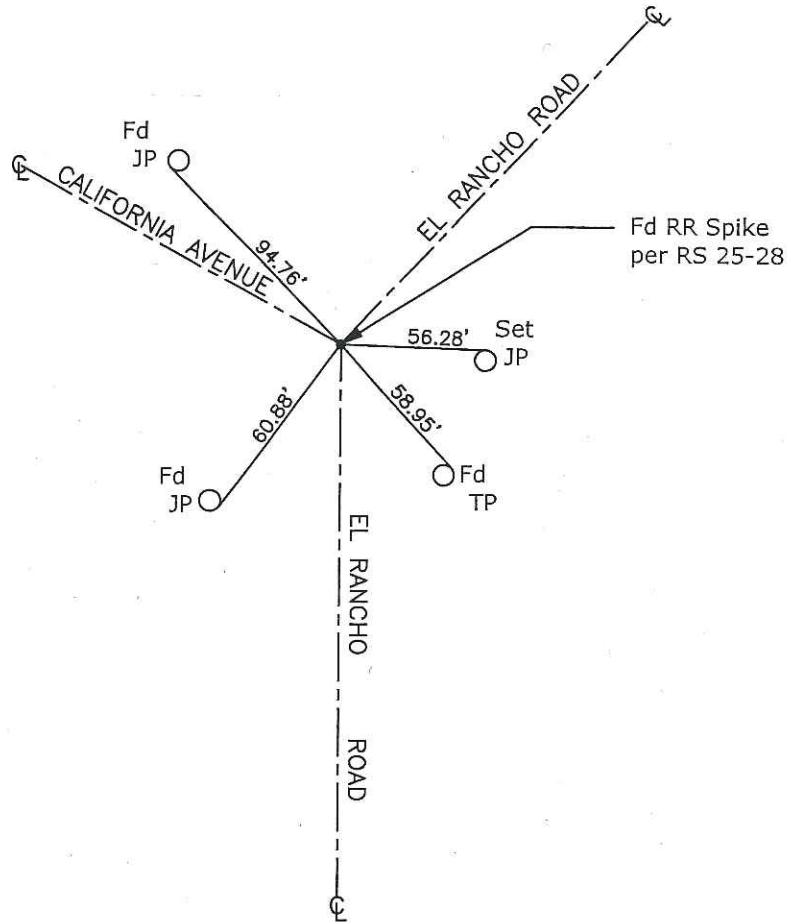 ℄
Fd
JP
℄
CALIFORNIA AVENUE
EL RANCHO ROAD
94.76'
Fd RR Spike
per RS 25-28
56.28'
Set
JP
60.88'
58.95'
Fd
JP
Fd
TP
EL RANCHO ROAD
℄